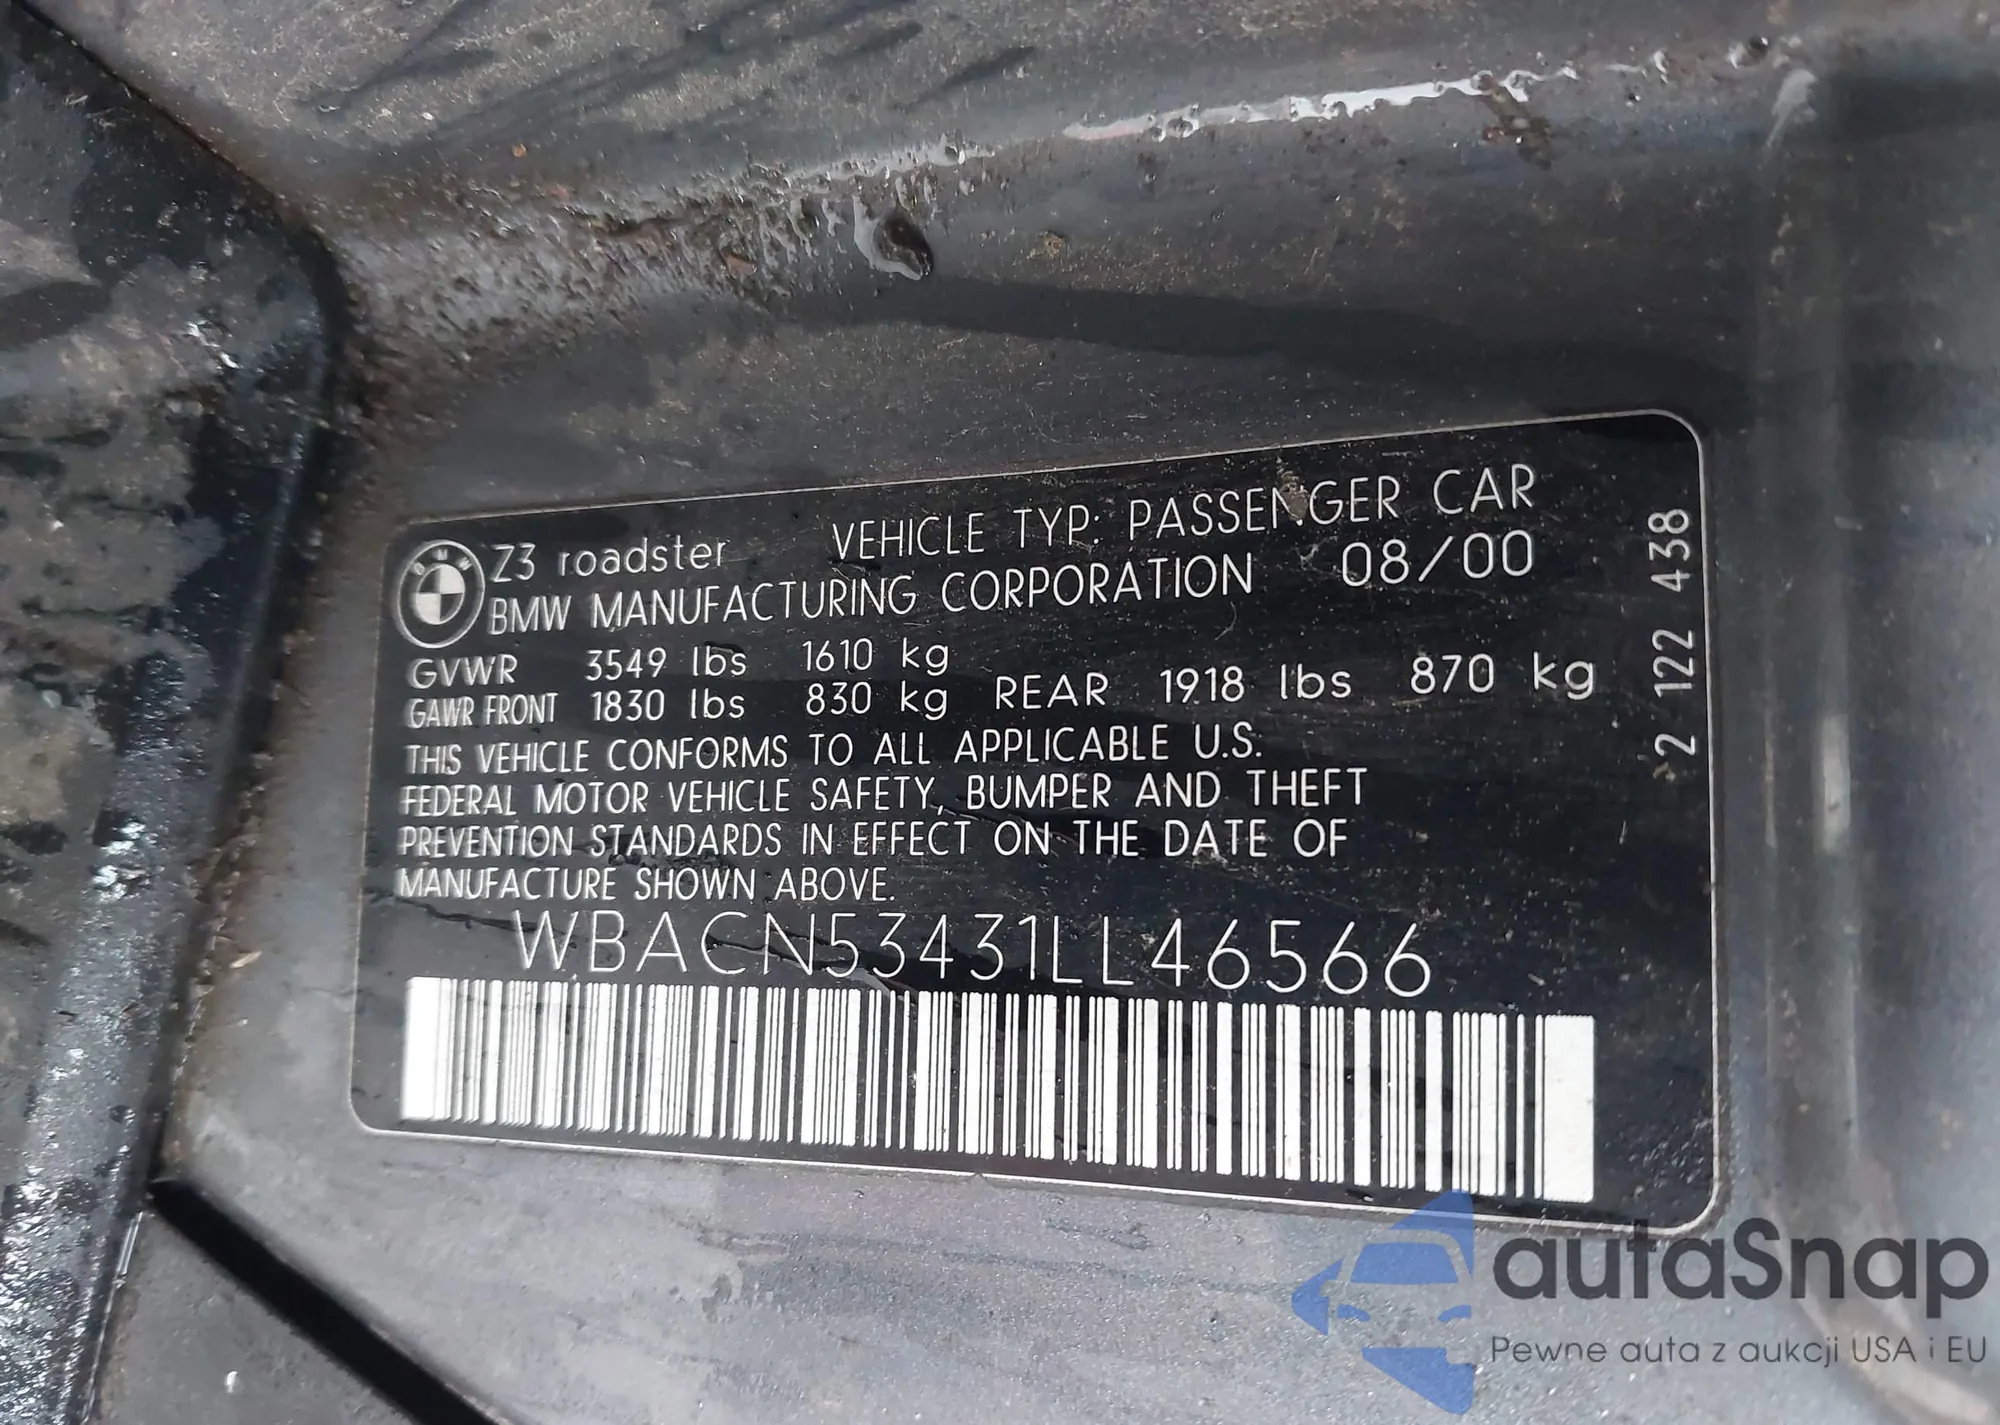 BMW
Z3 roadster VEHICLE TYP: PASSENGER CAR
BMW MANUFACTURING CORPORATION 08/00
GVWR 3549 lbs 1610 kg
GAWR FRONT 1830 lbs 830 kg REAR 1918 lbs 870 kg
THIS VEHICLE CONFORMS TO ALL APPLICABLE U.S.
FEDERAL MOTOR VEHICLE SAFETY, BUMPER AND THEFT
PREVENTION STANDARDS IN EFFECT ON THE DATE OF
MANUFACTURE SHOWN ABOVE.
WBACN53431LL46566
2 122 438
autaSnap
Pewne auta z aukcji USA i EU